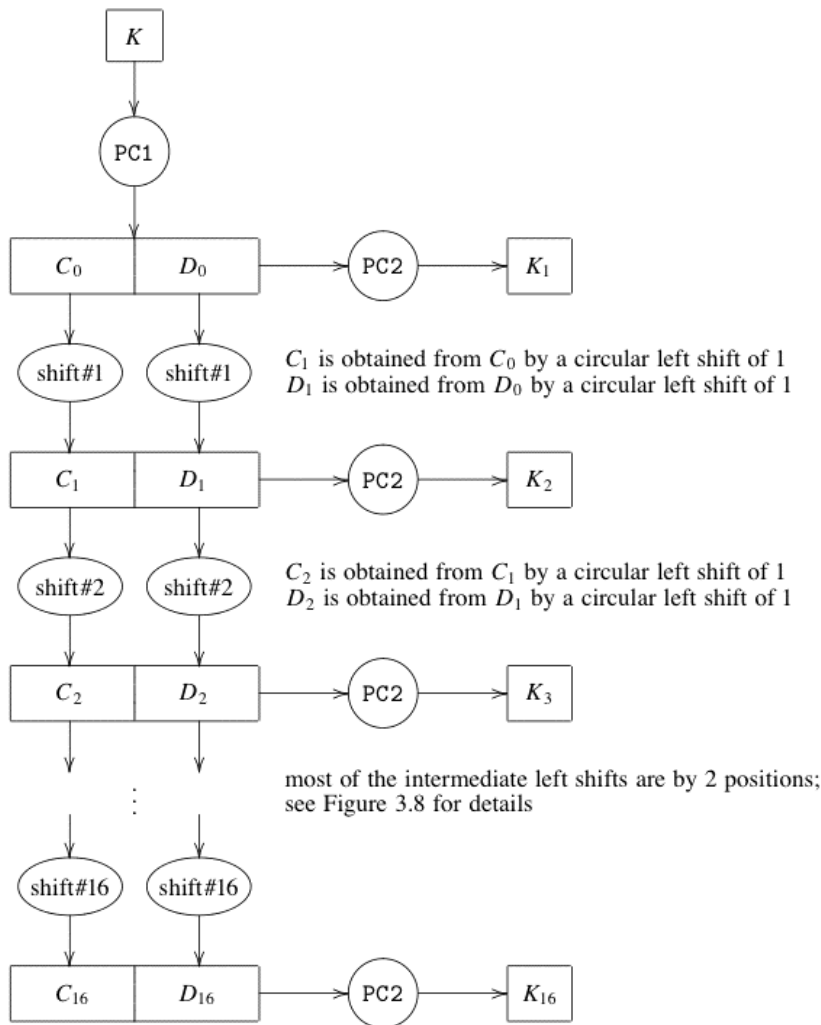 K
PC1
C₀ D₀ PC2 K₁
shift#1 shift#1
C₁ is obtained from C₀ by a circular left shift of 1
D₁ is obtained from D₀ by a circular left shift of 1
C₁ D₁ PC2 K₂
shift#2 shift#2
C₂ is obtained from C₁ by a circular left shift of 1
D₂ is obtained from D₁ by a circular left shift of 1
C₂ D₂ PC2 K₃
most of the intermediate left shifts are by 2 positions;
see Figure 3.8 for details
⋮
shift#16 shift#16
C₁₆ D₁₆ PC2 K₁₆